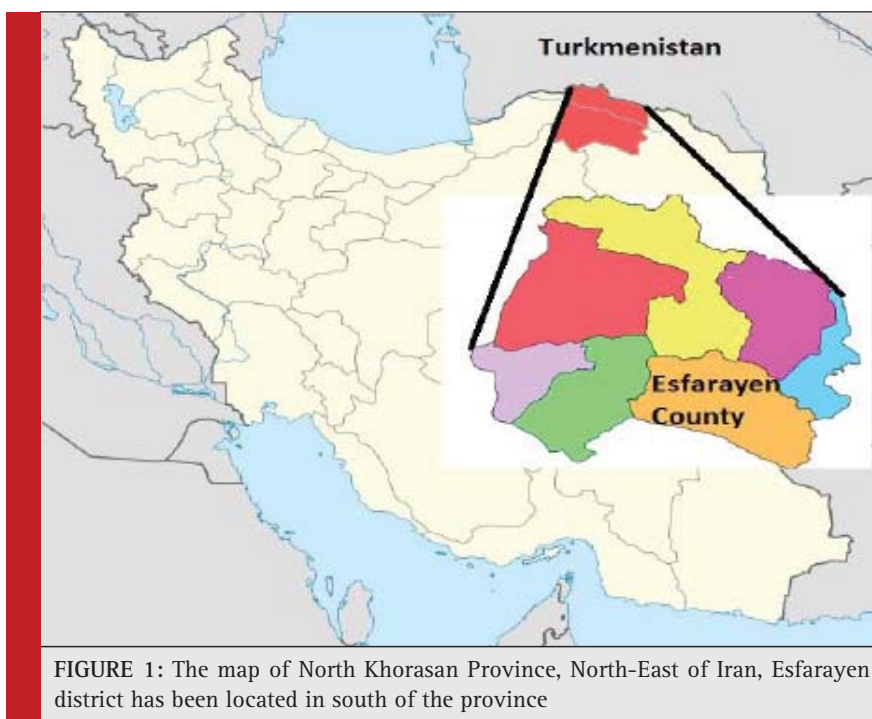 Turkmenistan
Esfarayen
County
FIGURE 1: The map of North Khorasan Province, North-East of Iran, Esfarayen
district has been located in south of the province